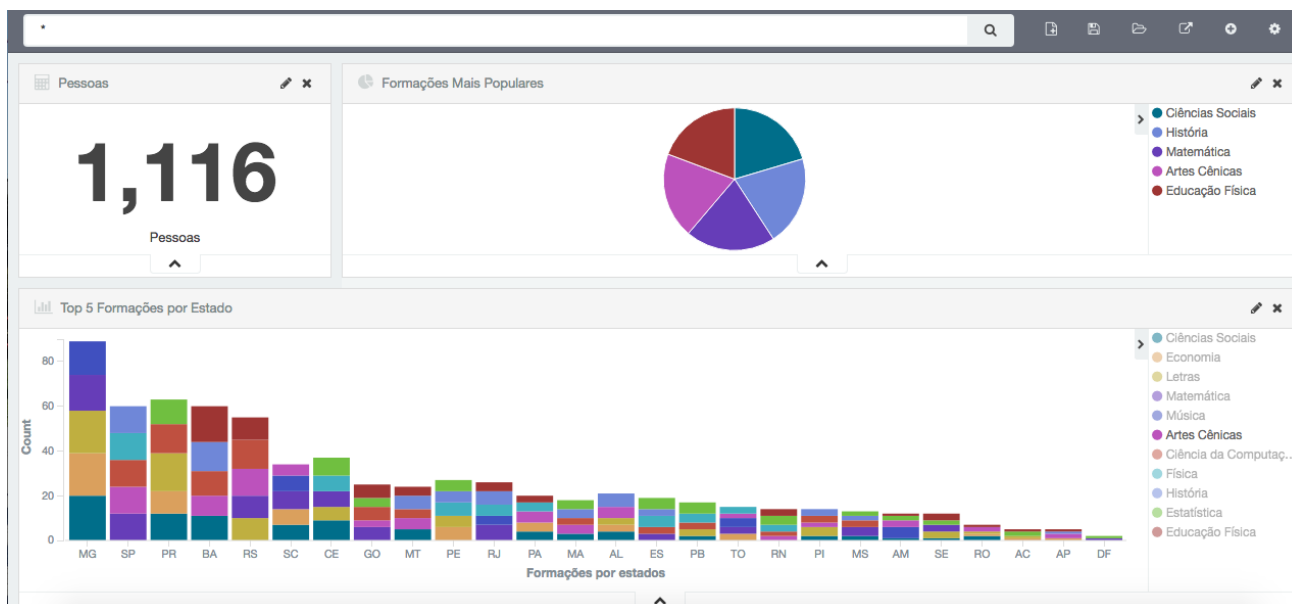 *
Pessoas
1,116
Pessoas
Formações Mais Populares
Ciências Sociais
História
Matemática
Artes Cênicas
Educação Física
Top 5 Formações por Estado
Count
80
60
40
20
0
MG SP PR BA RS SC CE GO MT PE RJ PA MA AL ES PB TO RN PI MS AM SE RO AC AP DF
Formações por estados
Ciências Sociais
Economia
Letras
Matemática
Música
Artes Cênicas
Ciência da Computaç...
Física
História
Estatística
Educação Física